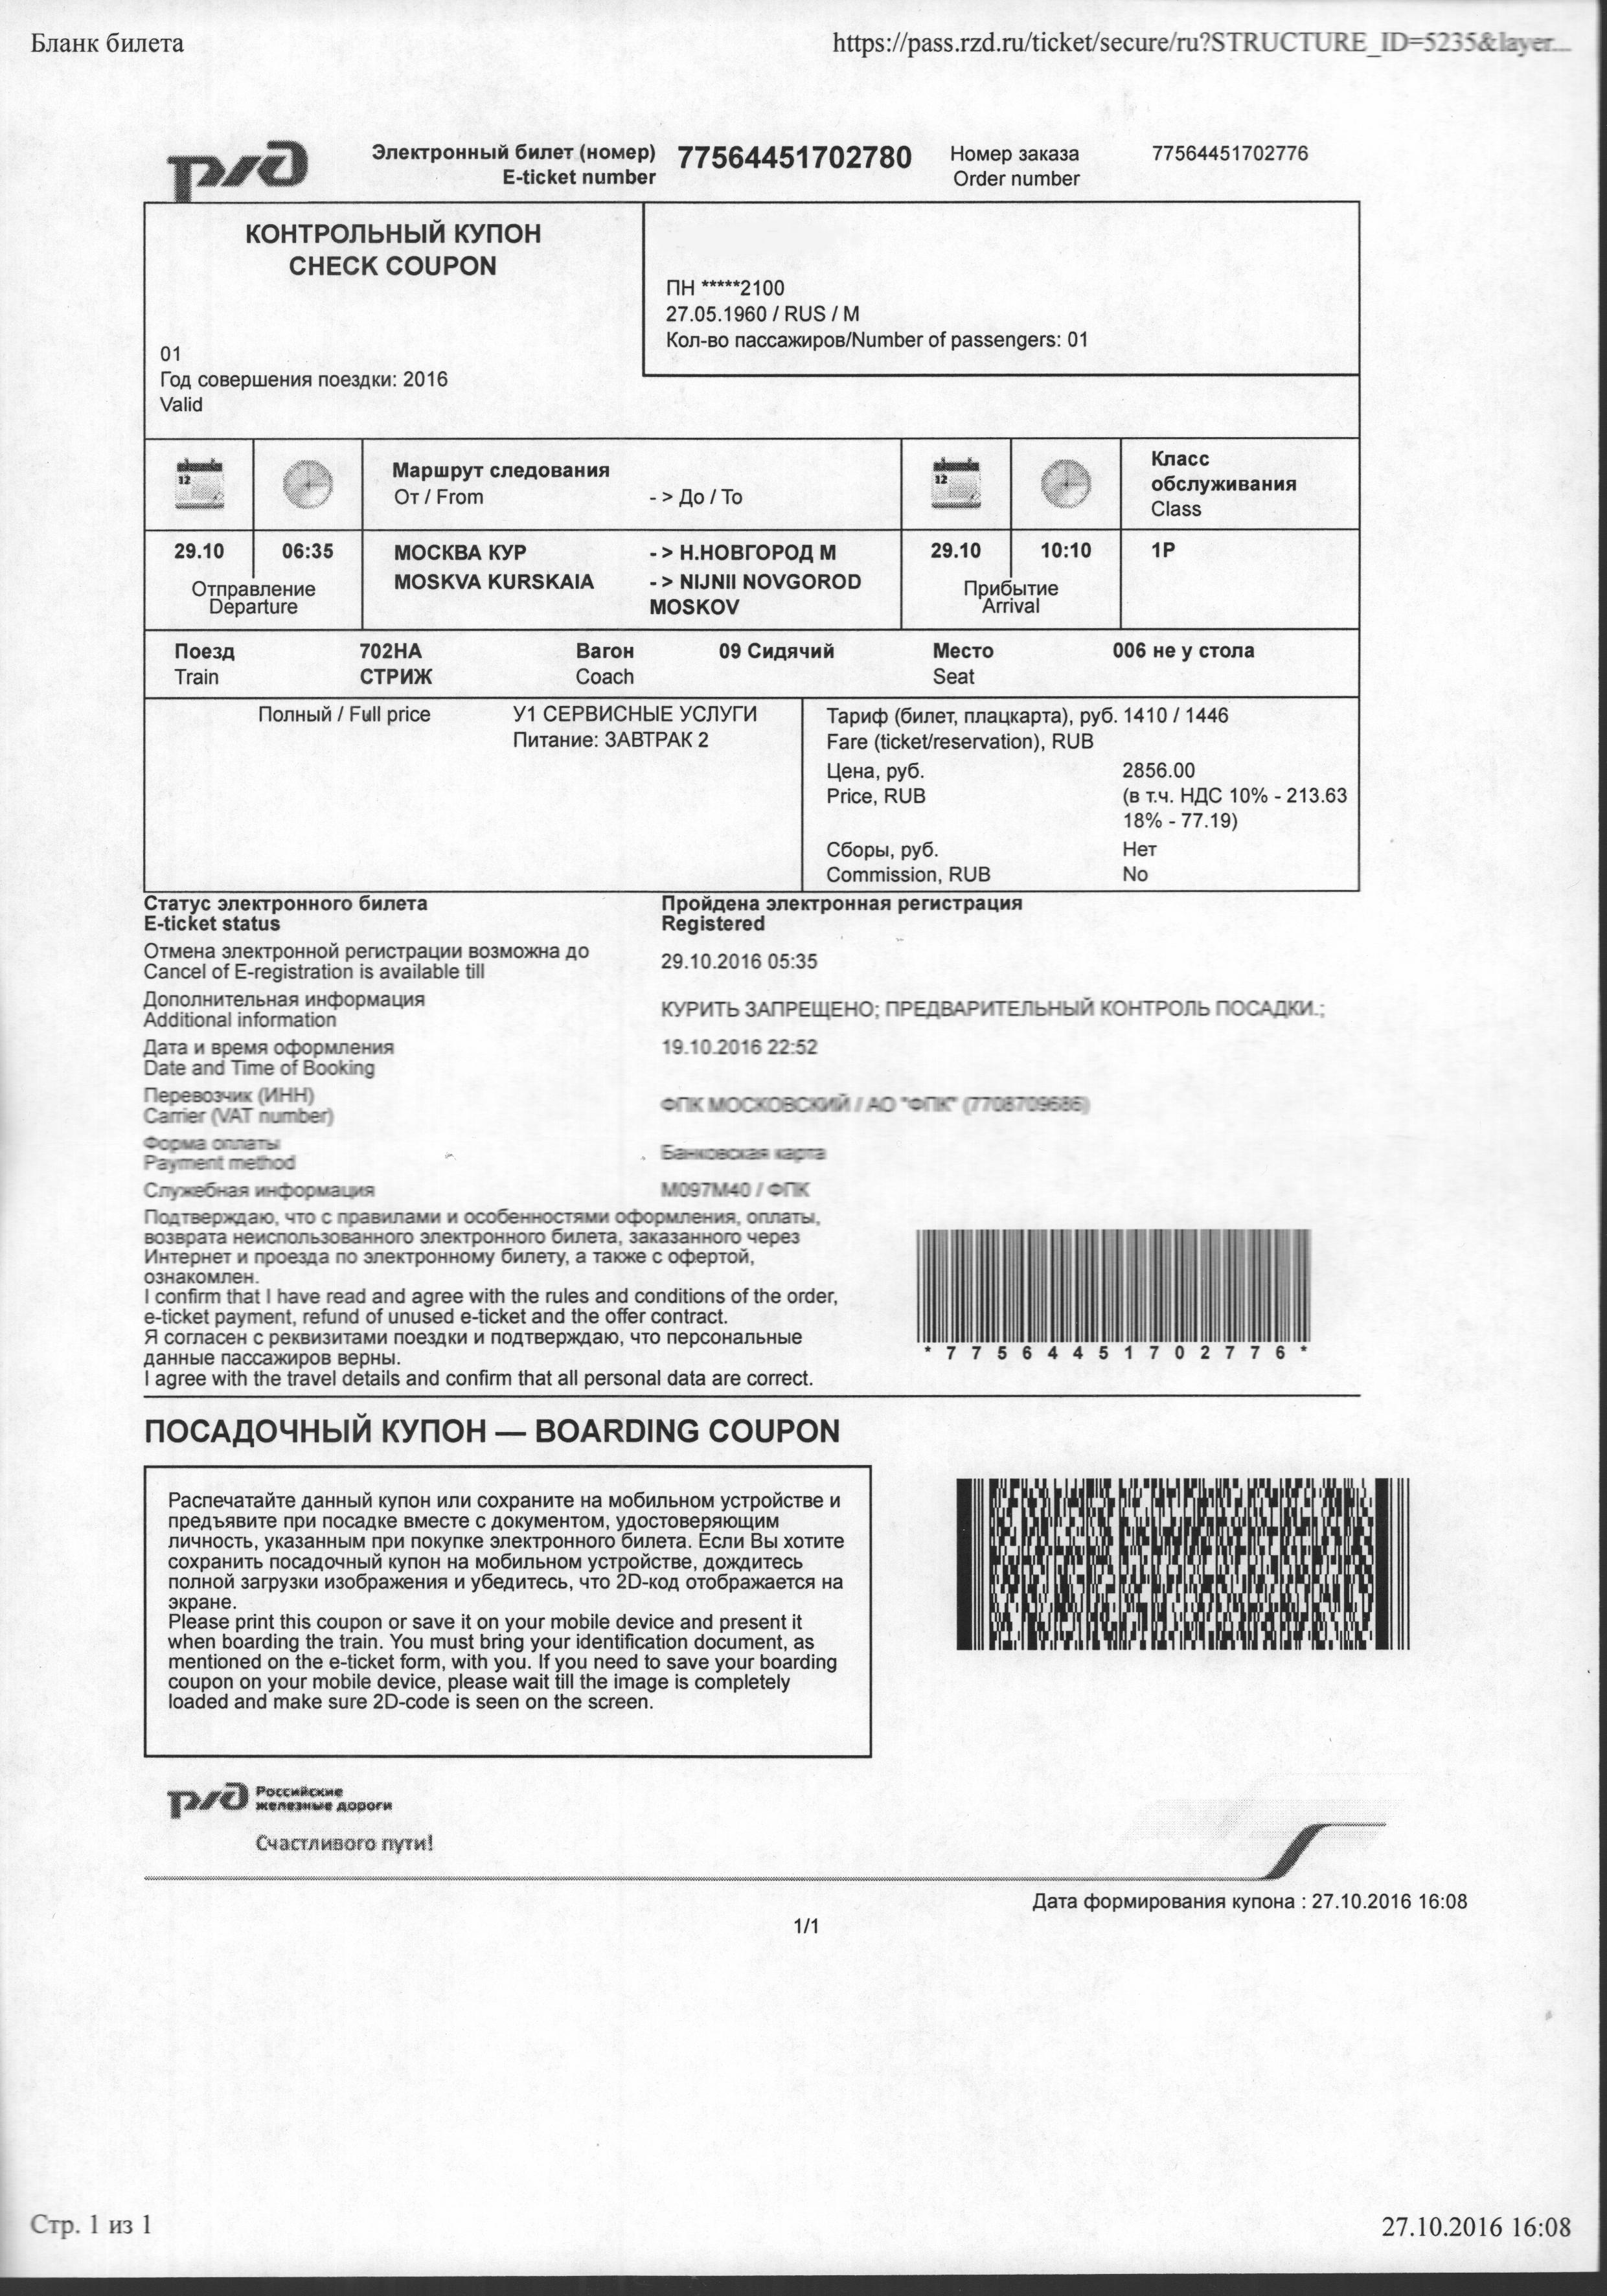 Бланк билета https://pass.rzd.ru/ticket/secure/ru?STRUCTURE_ID=5235&layer...
Электронный билет (номер) 77564451702780 Номер заказа 77564451702776
E-ticket number Order number
КОНТРОЛЬНЫЙ КУПОН
CHECK COUPON
ПН *****2100
27.05.1960 / RUS / M
Кол-во пассажиров/Number of passengers: 01
01
Год совершения поездки: 2016
Valid
Маршрут следования
От / From - > До / To
Класс
обслуживания
Class
29.10 06:35 МОСКВА КУР - > Н.НОВГОРОД М 29.10 10:10 1Р
Отправление MOSKVA KURSKAIA - > NIJNII NOVGOROD Прибытие
Departure MOSKOV Arrival
Поезд 702НА Вагон 09 Сидячий Место 006 не у стола
Train СТРИЖ Coach Seat
Полный / Full price У1 СЕРВИСНЫЕ УСЛУГИ
Питание: ЗАВТРАК 2
Тариф (билет, плацкарта), руб. 1410 / 1446
Fare (ticket/reservation), RUB
Цена, руб. 2856.00
Price, RUB (в т.ч. НДС 10% - 213.63
18% - 77.19)
Сборы, руб. Нет
Commission, RUB No
Статус электронного билета Пройдена электронная регистрация
E-ticket status Registered
Отмена электронной регистрации возможна до
Cancel of E-registration is available till 29.10.2016 05:35
Дополнительная информация
Additional information КУРИТЬ ЗАПРЕЩЕНО; ПРЕДВАРИТЕЛЬНЫЙ КОНТРОЛЬ ПОСАДКИ.;
Дата и время оформления 19.10.2016 22:52
Date and Time of Booking
Перевозчик (ИНН)
Carrier (VAT number) ФПК МОСКОВСКИЙ / АО "ФПК" (7708709686)
Форма оплаты
Payment method Банковская карта
Служебная информация М097М40 / ФПК
Подтверждаю, что с правилами и особенностями оформления, оплаты,
возврата неиспользованного электронного билета, заказанного через
Интернет и проезда по электронному билету, а также с офертой,
ознакомлен.
I confirm that I have read and agree with the rules and conditions of the order,
e-ticket payment, refund of unused e-ticket and the offer contract.
Я согласен с реквизитами поездки и подтверждаю, что персональные
данные пассажиров верны.
I agree with the travel details and confirm that all personal data are correct.
* 7 7 5 6 4 4 5 1 7 0 2 7 7 6 *
ПОСАДОЧНЫЙ КУПОН — BOARDING COUPON
Распечатайте данный купон или сохраните на мобильном устройстве и
предъявите при посадке вместе с документом, удостоверяющим
личность, указанным при покупке электронного билета. Если Вы хотите
сохранить посадочный купон на мобильном устройстве, дождитесь
полной загрузки изображения и убедитесь, что 2D-код отображается на
экране.
Please print this coupon or save it on your mobile device and present it
when boarding the train. You must bring your identification document, as
mentioned on the e-ticket form, with you. If you need to save your boarding
coupon on your mobile device, please wait till the image is completely
loaded and make sure 2D-code is seen on the screen.
ржд Российские
железные дороги
Счастливого пути!
Дата формирования купона : 27.10.2016 16:08
1/1
Стр. 1 из 1 27.10.2016 16:08